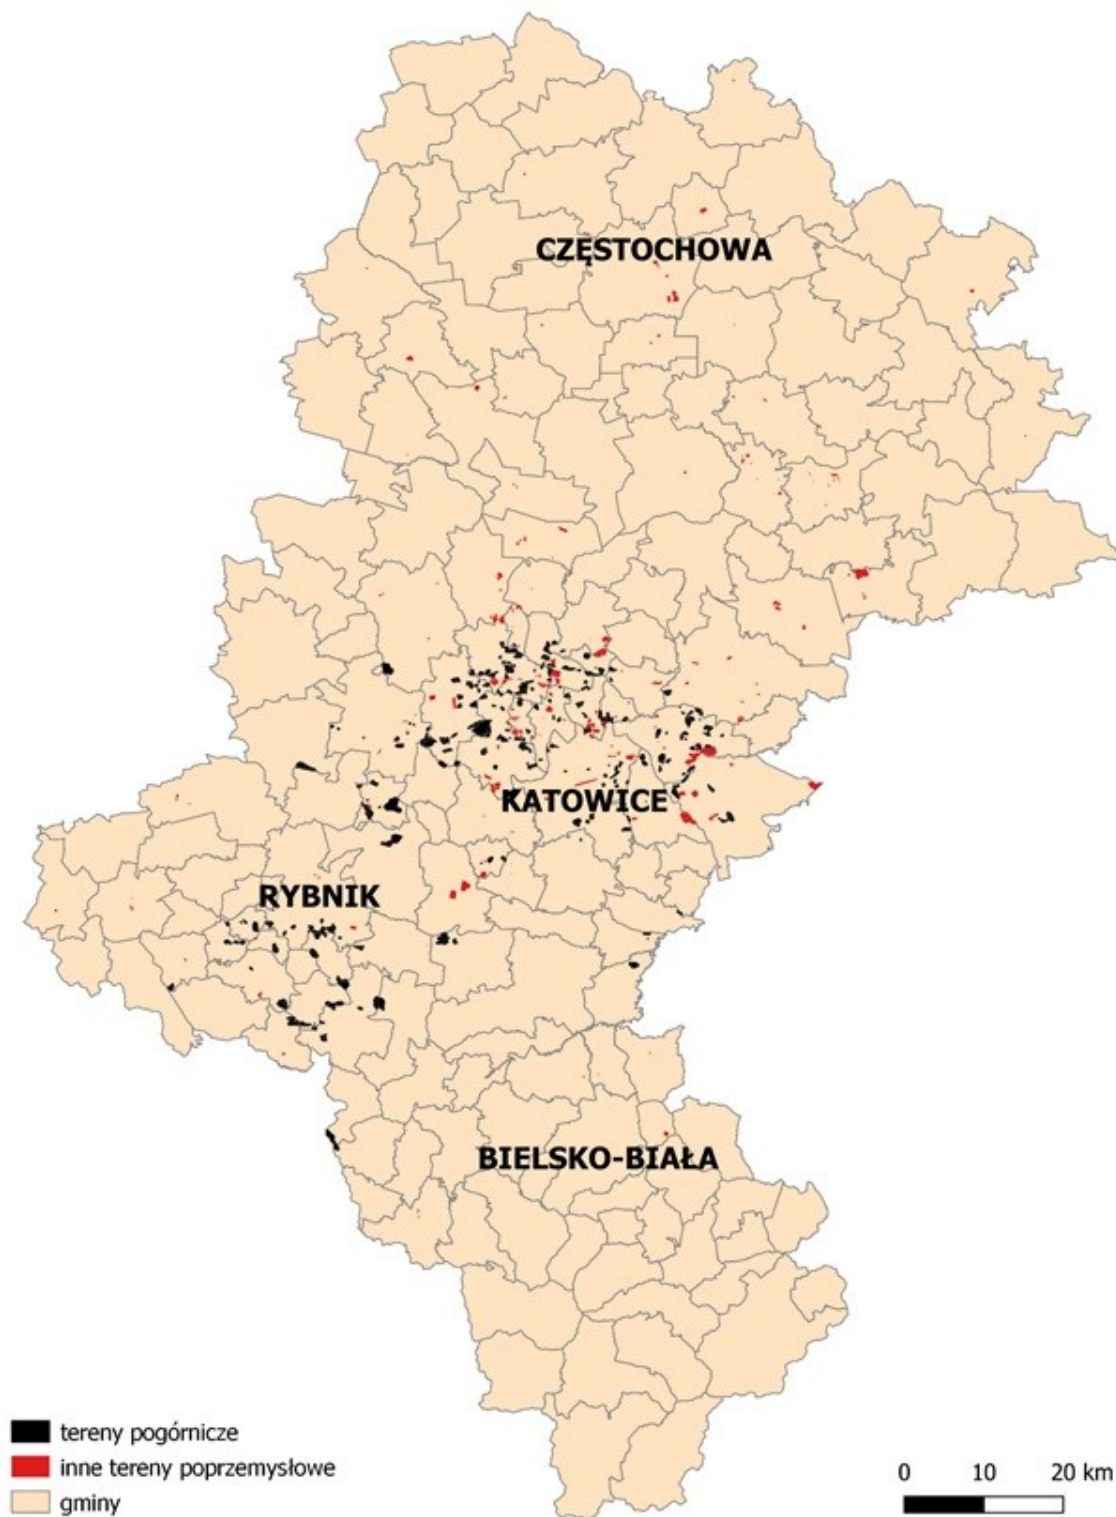 CZĘSTOCHOWA
KATOWICE
RYBNIK
BIELSKO-BIAŁA
tereny pogórnicze
inne tereny poprzemysłowe
gminy
0 10 20 km